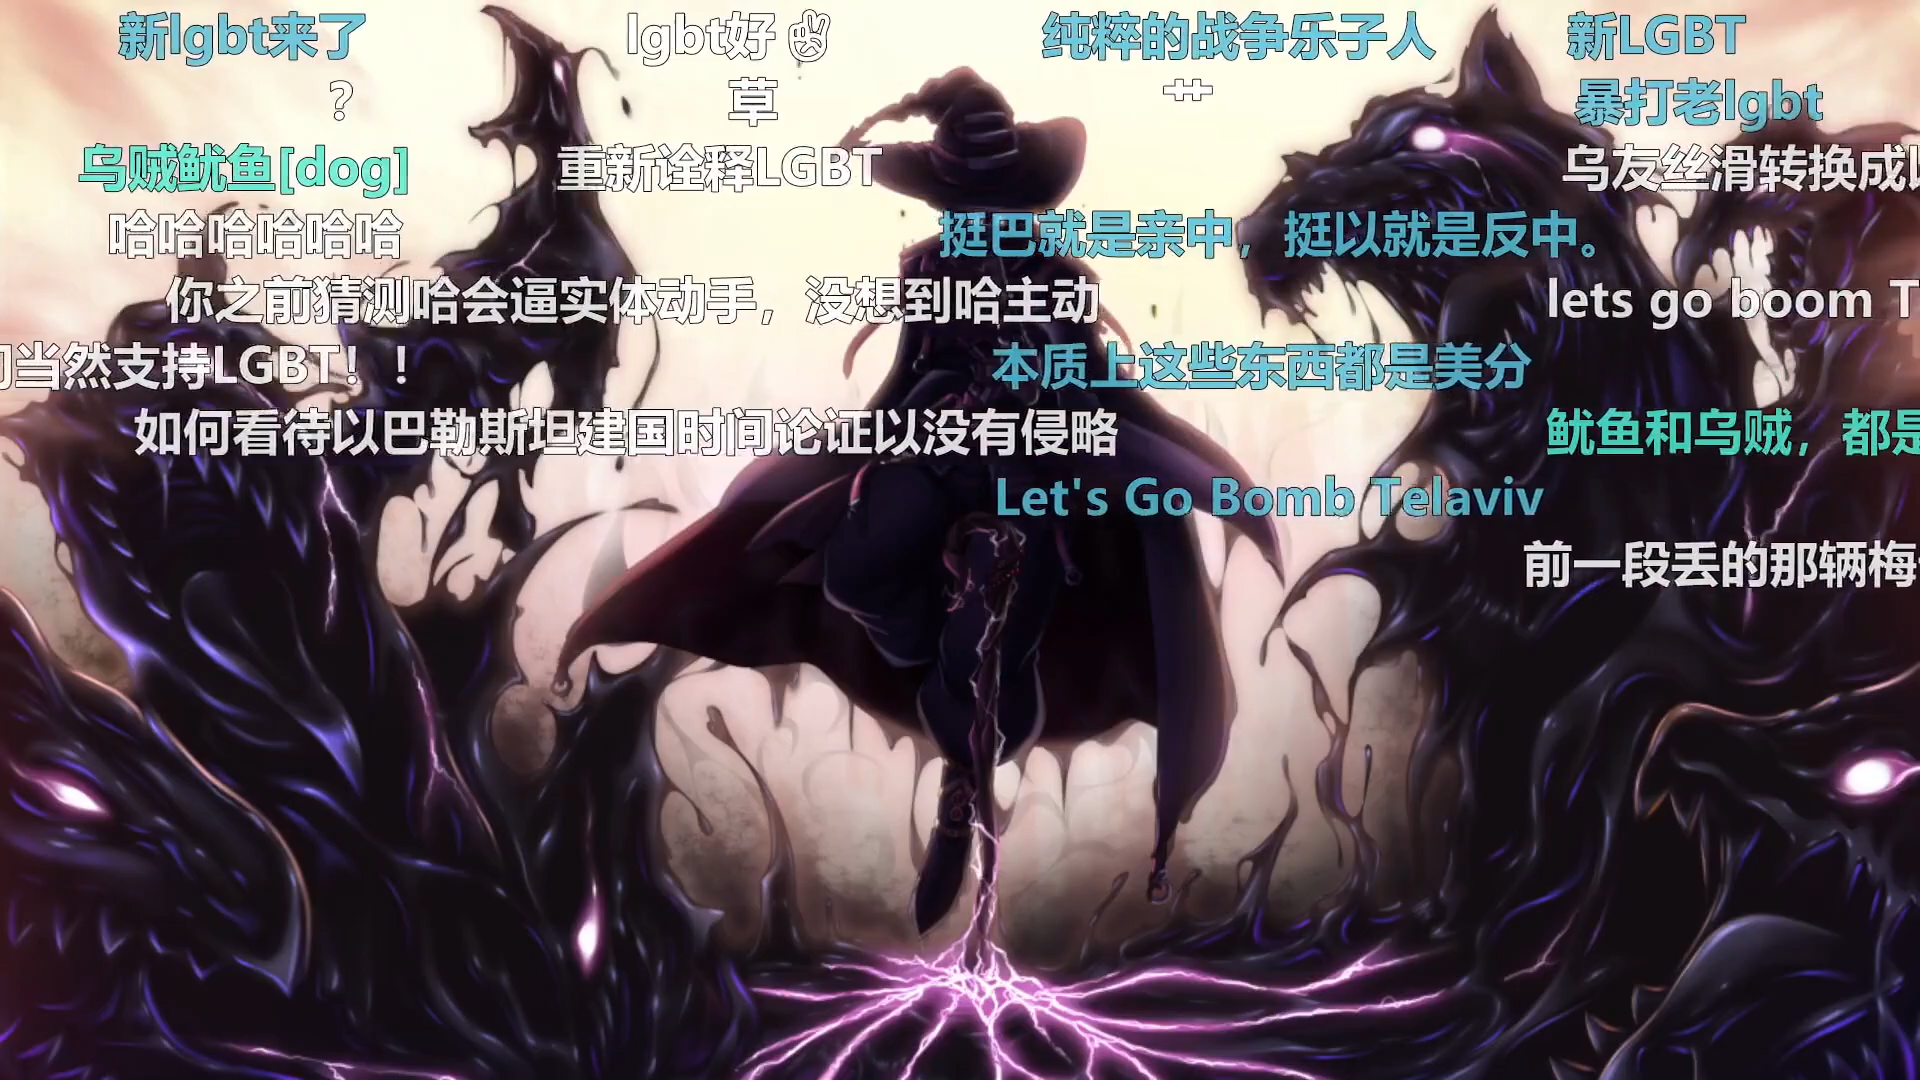 新lgbt来了
lgbt好✌
纯粹的战争乐子人
新LGBT
？
草
艹
暴打老lgbt
乌贼鱿鱼[dog]
重新诠释LGBT
乌友丝滑转换成以
哈哈哈哈哈哈
挺巴就是亲中，挺以就是反中。
你之前猜测哈会逼实体动手，没想到哈主动
lets go boom T
当然支持LGBT！！
本质上这些东西都是美分
如何看待以巴勒斯坦建国时间论证以没有侵略
鱿鱼和乌贼，都是
Let's Go Bomb Telaviv
前一段丢的那辆梅